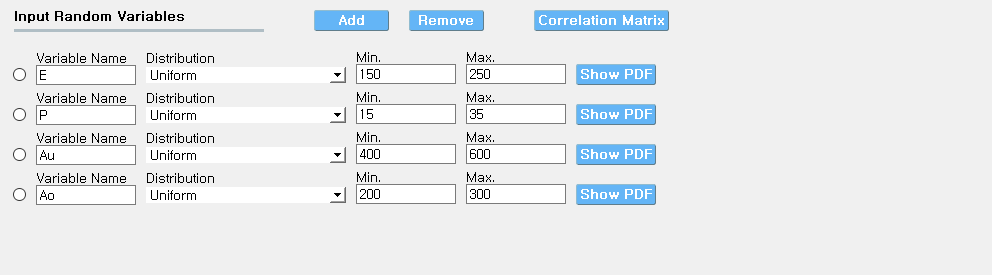 Input Random Variables Add Remove Correlation Matrix
Variable Name Distribution Min. Max.
E Uniform 150 250 Show PDF
Variable Name Distribution Min. Max.
P Uniform 15 35 Show PDF
Variable Name Distribution Min. Max.
Au Uniform 400 600 Show PDF
Variable Name Distribution Min. Max.
Ao Uniform 200 300 Show PDF